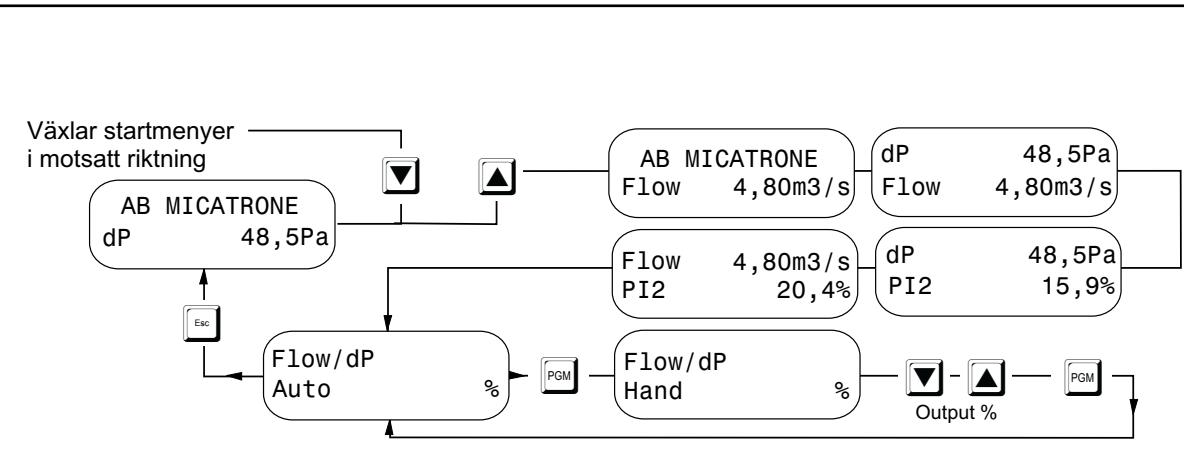 Växlar startmenyer
i motsatt riktning
AB MICATRONE
dP 48,5Pa
AB MICATRONE
Flow 4,80m3/s
dP 48,5Pa
Flow 4,80m3/s
Flow 4,80m3/s
PI2 20,4%
dP 48,5Pa
PI2 15,9%
Esc
Flow/dP
Auto %
PGM
Flow/dP
Hand %
Output %
PGM